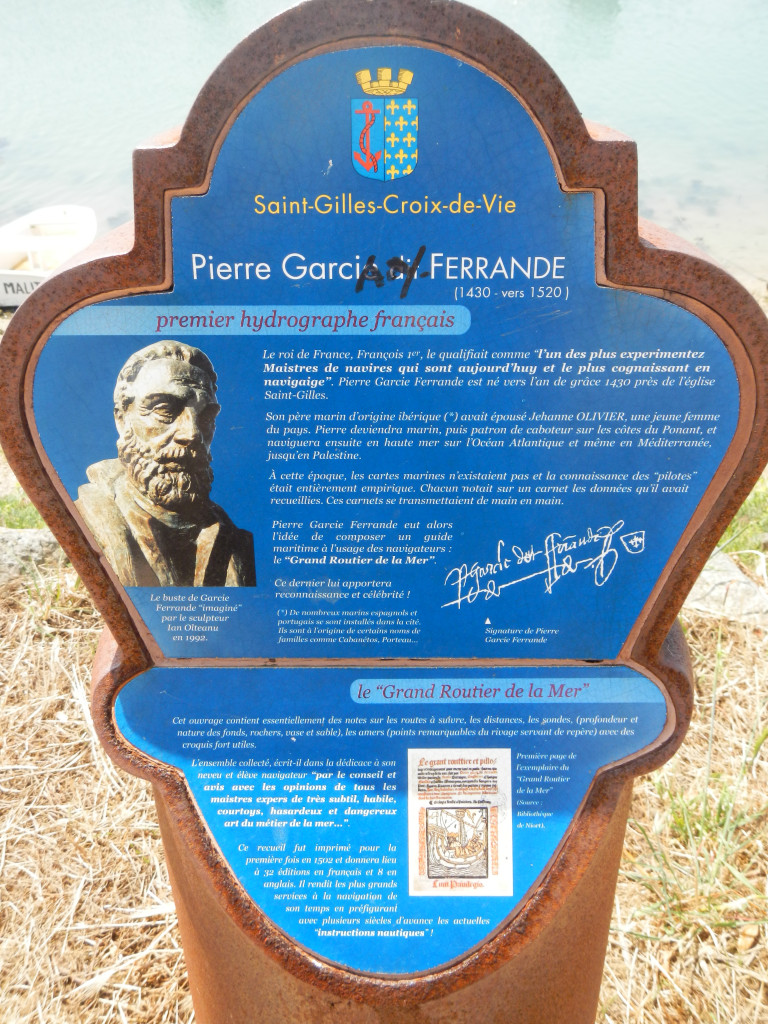 Saint-Gilles-Croix-de-Vie
Pierre Garcie dit FERRANDE
(1430 - vers 1520 )
premier hydrographe français
Le roi de France, François 1er, le qualifiait comme "l'un des plus experimentez
Maistres de navires qui sont aujourd'huy et le plus cognaissant en
navigaige". Pierre Garcie Ferrande est né vers l'an de grâce 1430 près de l'église
Saint-Gilles.
Son père marin d'origine ibérique (*) avait épousé Jehanne OLIVIER, une jeune femme
du pays. Pierre deviendra marin, puis patron de caboteur sur les côtes du Ponant, et
naviguera ensuite en haute mer sur l'Océan Atlantique et même en Méditerranée,
jusqu'en Palestine.
À cette époque, les cartes marines n'existaient pas et la connaissance des "pilotes"
était entièrement empirique. Chacun notait sur un carnet les données qu'il avait
recueillies. Ces carnets se transmettaient de main en main.
Pierre Garcie Ferrande eut alors
l'idée de composer un guide
maritime à l'usage des navigateurs :
le "Grand Routier de la Mer".
Ce dernier lui apportera
reconnaissance et célébrité !
(*) De nombreux marins espagnols et
portugais se sont installés dans la cité.
Ils sont à l'origine de certains noms de
familles comme Cabanétos, Porteau...
Le buste de Garcie
Ferrande "imaginé"
par le sculpteur
Ian Olteanu
en 1992.
Signature de Pierre
Garcie Ferrande
le "Grand Routier de la Mer"
Cet ouvrage contient essentiellement des notes sur les routes à suivre, les distances, les sondes, (profondeur et
nature des fonds, rochers, vase et sable), les amers (points remarquables du rivage servant de repère) avec des
croquis fort utiles.
L'ensemble collecté, écrit-il dans la dédicace à son
neveu et élève navigateur "par le conseil et
avis avec les opinions de tous les
maistres expers de très subtil, habile,
courtoys, hasardeux et dangereux
art du métier de la mer...".
Ce recueil fut imprimé pour la
première fois en 1502 et donnera lieu
à 32 éditions en français et 8 en
anglais. Il rendit les plus grands
services à la navigation de
son temps en préfigurant
avec plusieurs siècles d'avance les actuelles
"instructions nautiques" !
Le grant routtier et pilo
Première page de
l'exemplaire du
"Grand Routier
de la Mer"
(Source :
Bibliothèque
de Niort).
MALIT